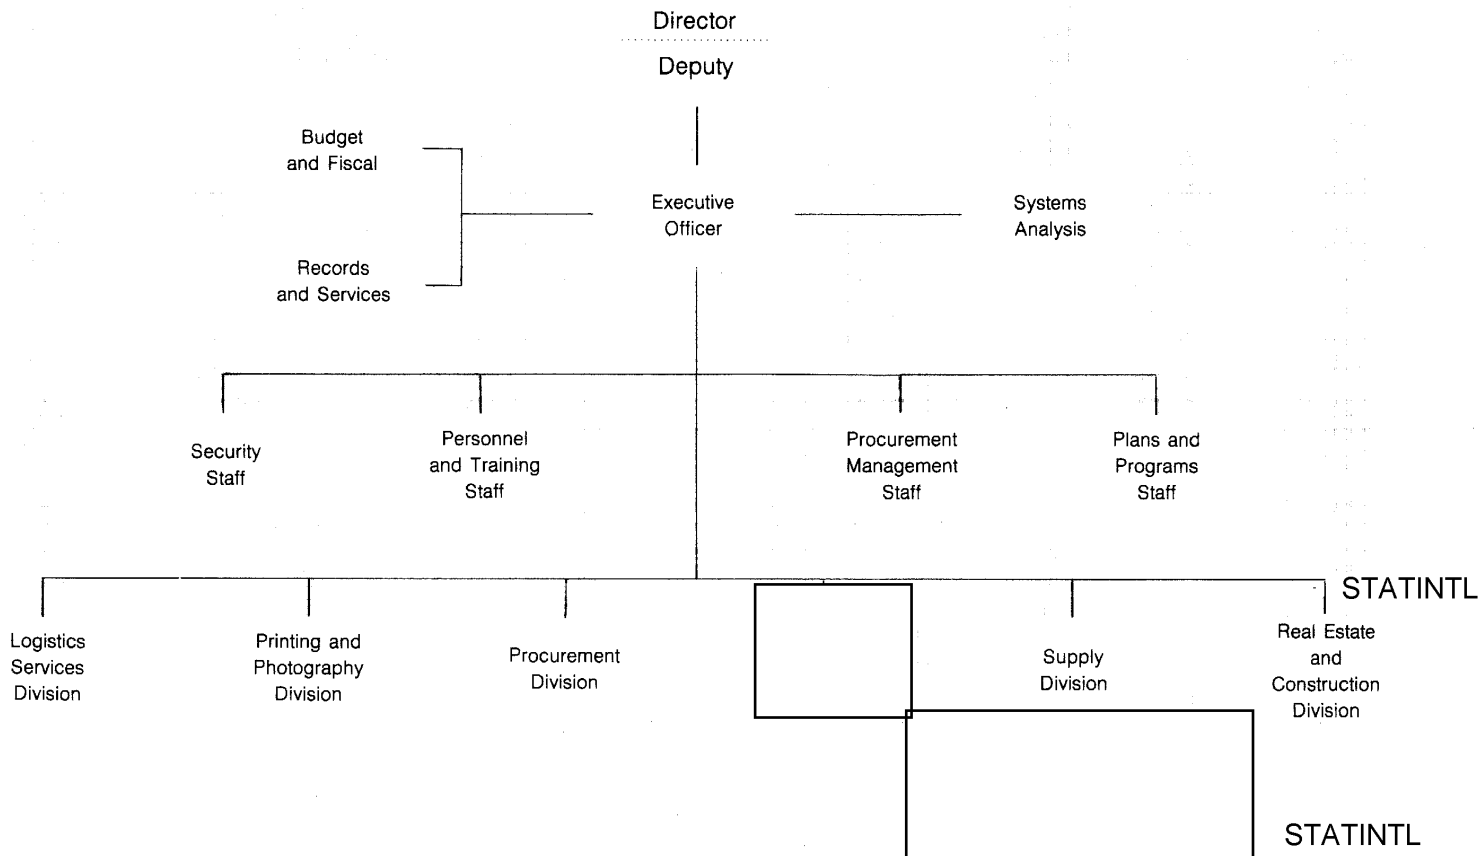 Director
Deputy
Budget
and Fiscal
Executive
Officer
Systems
Analysis
Records
and Services
Security
Staff
Personnel
and Training
Staff
Procurement
Management
Staff
Plans and
Programs
Staff
STATINTL
Logistics
Services
Division
Printing and
Photography
Division
Procurement
Division
Supply
Division
Real Estate
and
Construction
Division
STATINTL